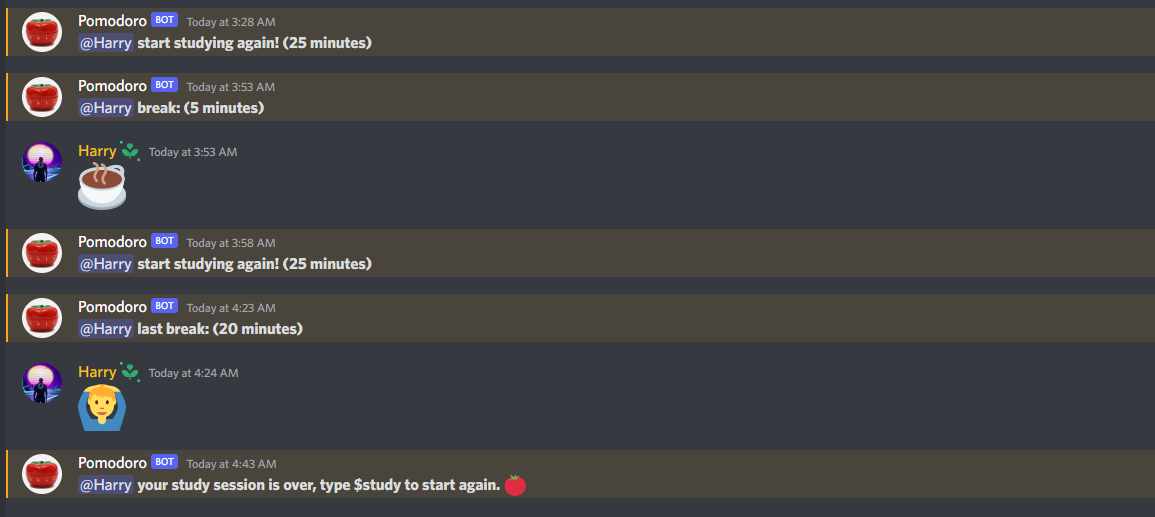 Pomodoro BOT Today at 3:28 AM
@Harry start studying again! (25 minutes)
Pomodoro BOT Today at 3:53 AM
@Harry break: (5 minutes)
Harry Today at 3:53 AM
Pomodoro BOT Today at 3:58 AM
@Harry start studying again! (25 minutes)
Pomodoro BOT Today at 4:23 AM
@Harry last break: (20 minutes)
Harry Today at 4:24 AM
Pomodoro BOT Today at 4:43 AM
@Harry your study session is over, type $study to start again.